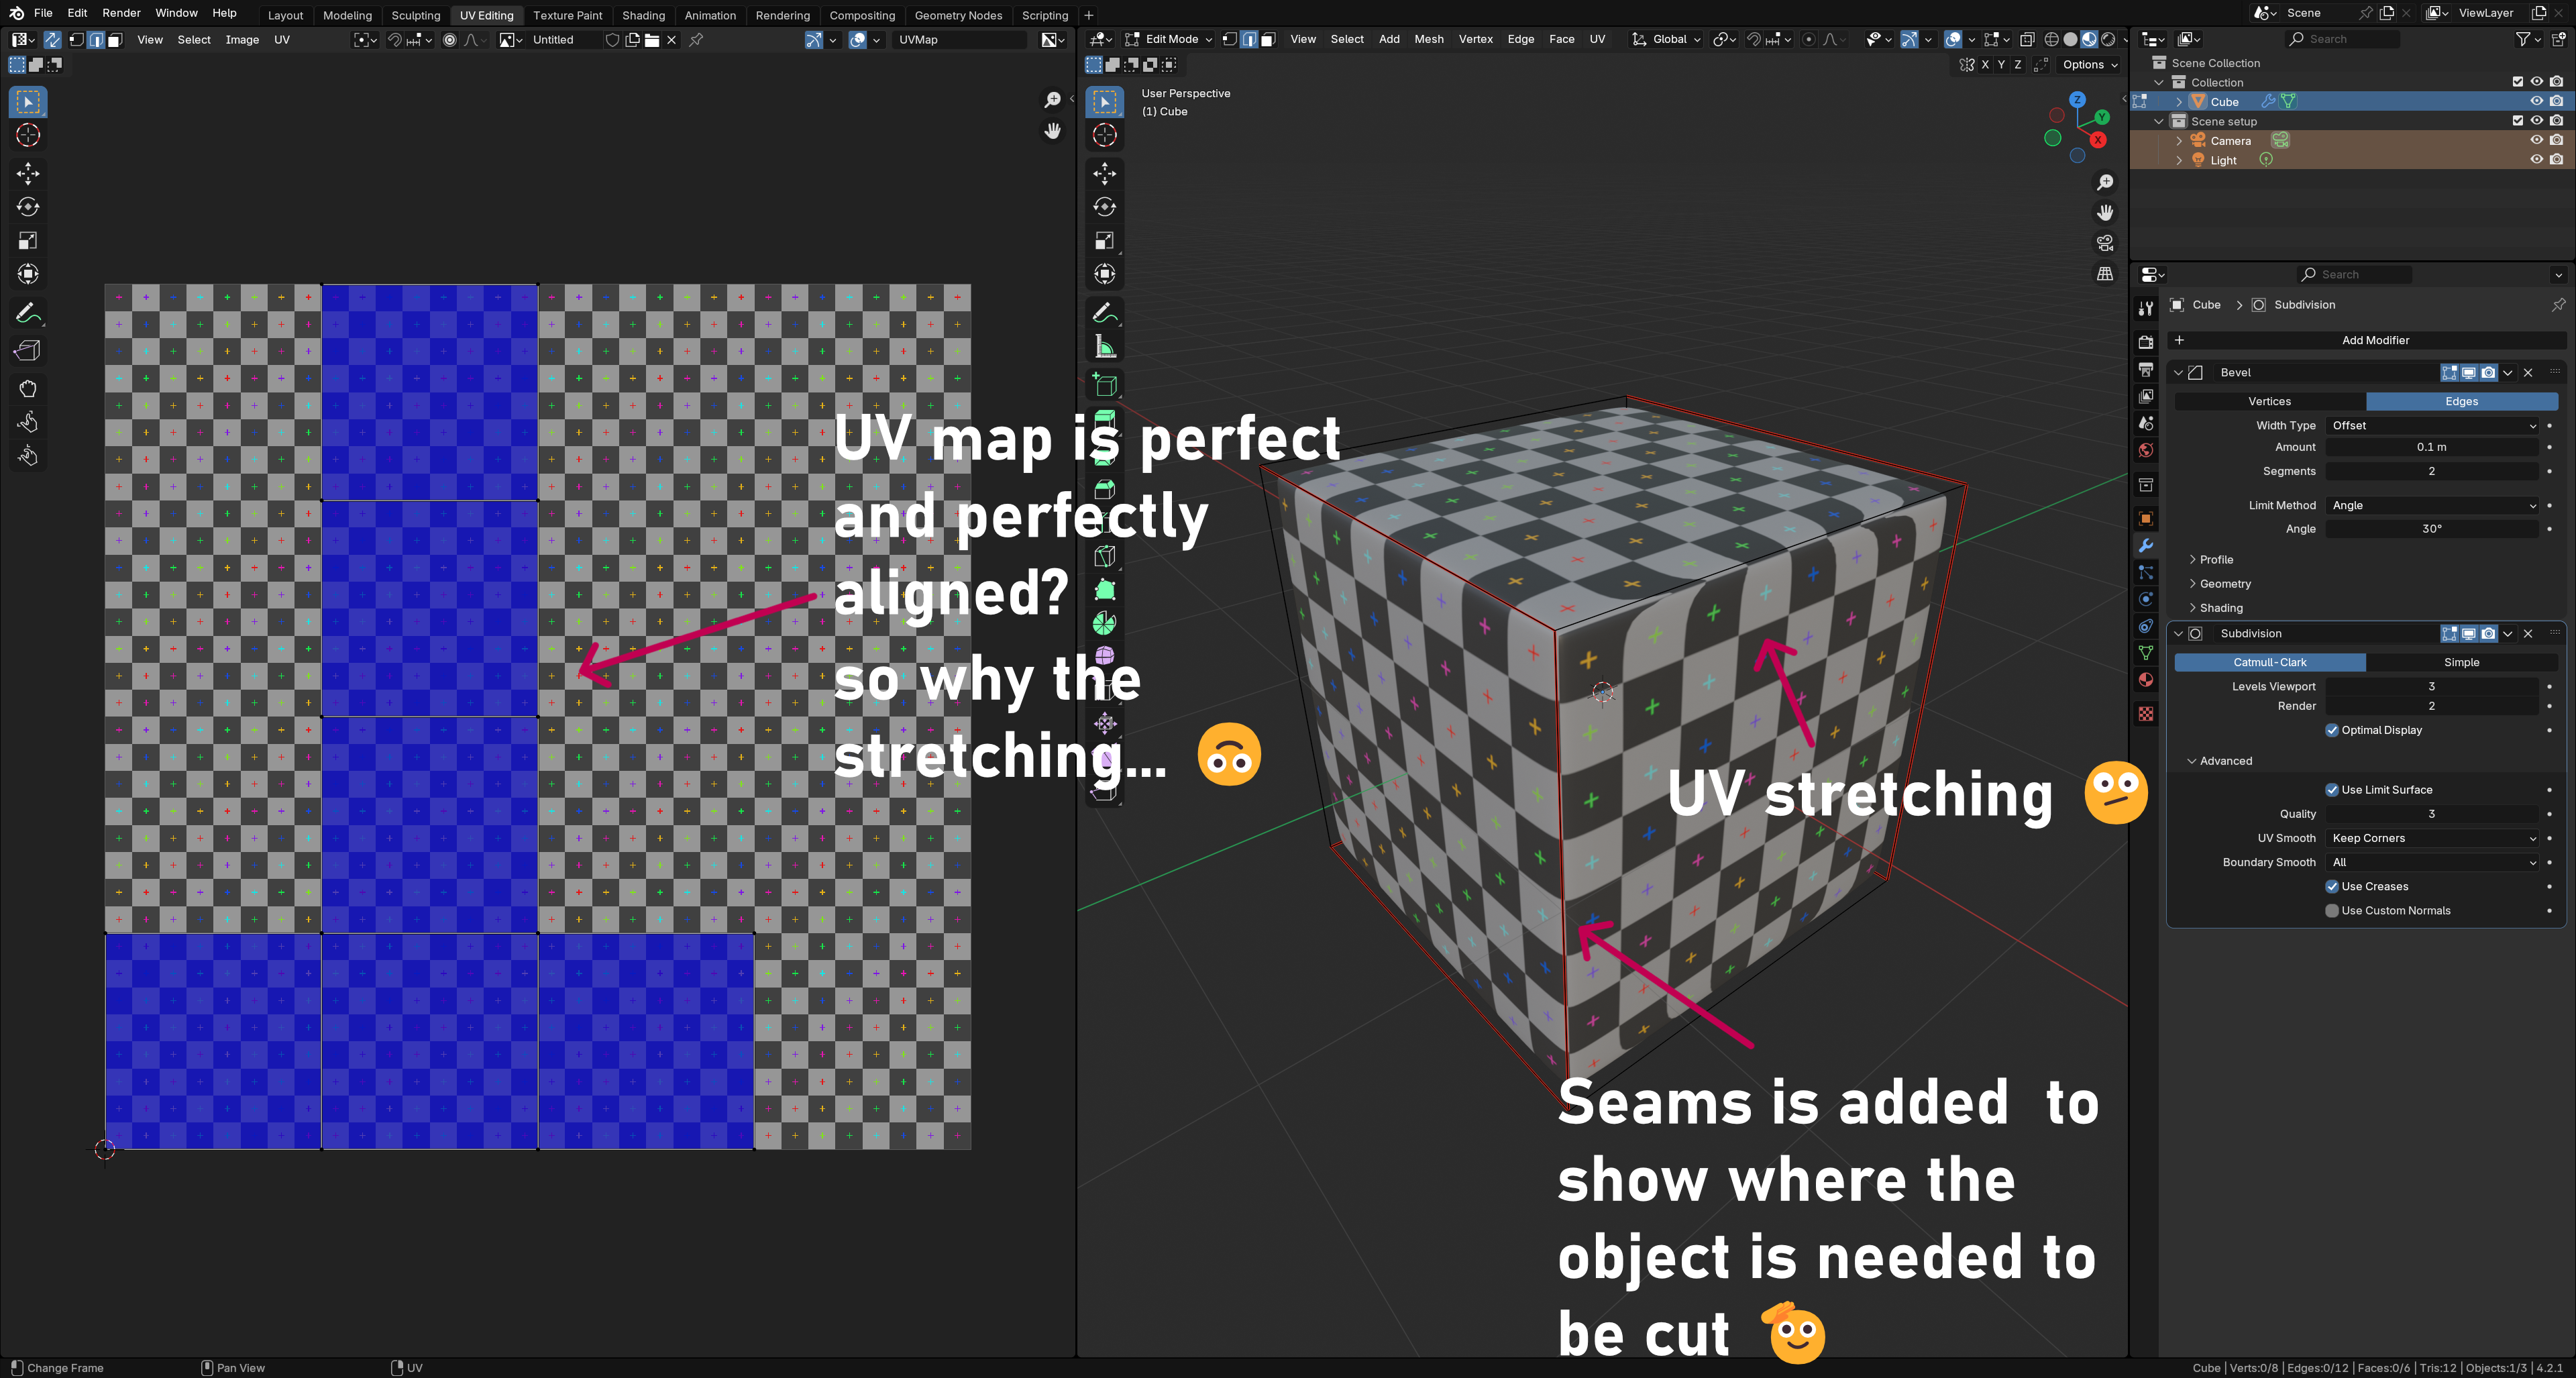 File Edit Render Window Help Layout Modeling Sculpting UV Editing Texture Paint Shading Animation Rendering Compositing Geometry Nodes Scripting + Scene ViewLayer
View Select Image UV Untitled UVMap
Edit Mode View Select Add Mesh Vertex Edge Face UV Global
X Y Z Options
User Perspective
(1) Cube
Z
Y
X
UV map is perfect
and perfectly
aligned?
so why the
stretching...
UV stretching
Seams is added to
show where the
object is needed to
be cut
Search
Scene Collection
Collection
Cube
Scene setup
Camera
Light
Search
Cube > Subdivision
+ Add Modifier
Bevel
Vertices Edges
Width Type Offset
Amount 0.1 m
Segments 2
Limit Method Angle
Angle 30°
Profile
Geometry
Shading
Subdivision
Catmull-Clark Simple
Levels Viewport 3
Render 2
Optimal Display
Advanced
Use Limit Surface
Quality 3
UV Smooth Keep Corners
Boundary Smooth All
Use Creases
Use Custom Normals
Change Frame Pan View UV
Cube | Verts:0/8 | Edges:0/12 | Faces:0/6 | Tris:12 | Objects:1/3 | 4.2.1